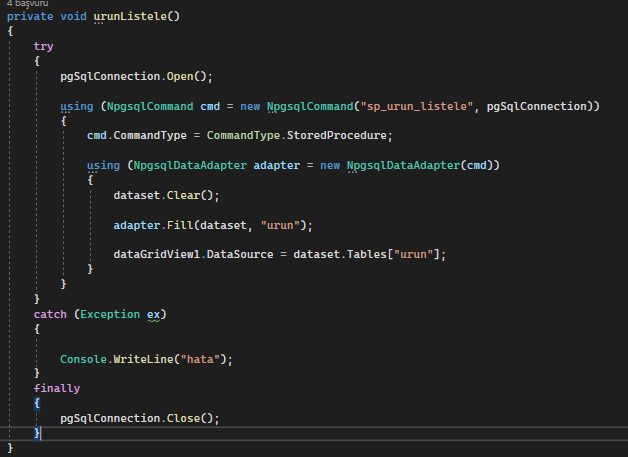 4 başvuru
private void urunListele()
{
try
{
pgSqlConnection.Open();
using (NpgsqlCommand cmd = new NpgsqlCommand("sp_urun_listele", pgSqlConnection))
{
cmd.CommandType = CommandType.StoredProcedure;
using (NpgsqlDataAdapter adapter = new NpgsqlDataAdapter(cmd))
{
dataset.Clear();
adapter.Fill(dataset, "urun");
dataGridView1.DataSource = dataset.Tables["urun"];
}
}
}
catch (Exception ex)
{
Console.WriteLine("hata");
}
finally
{
pgSqlConnection.Close();
}
}